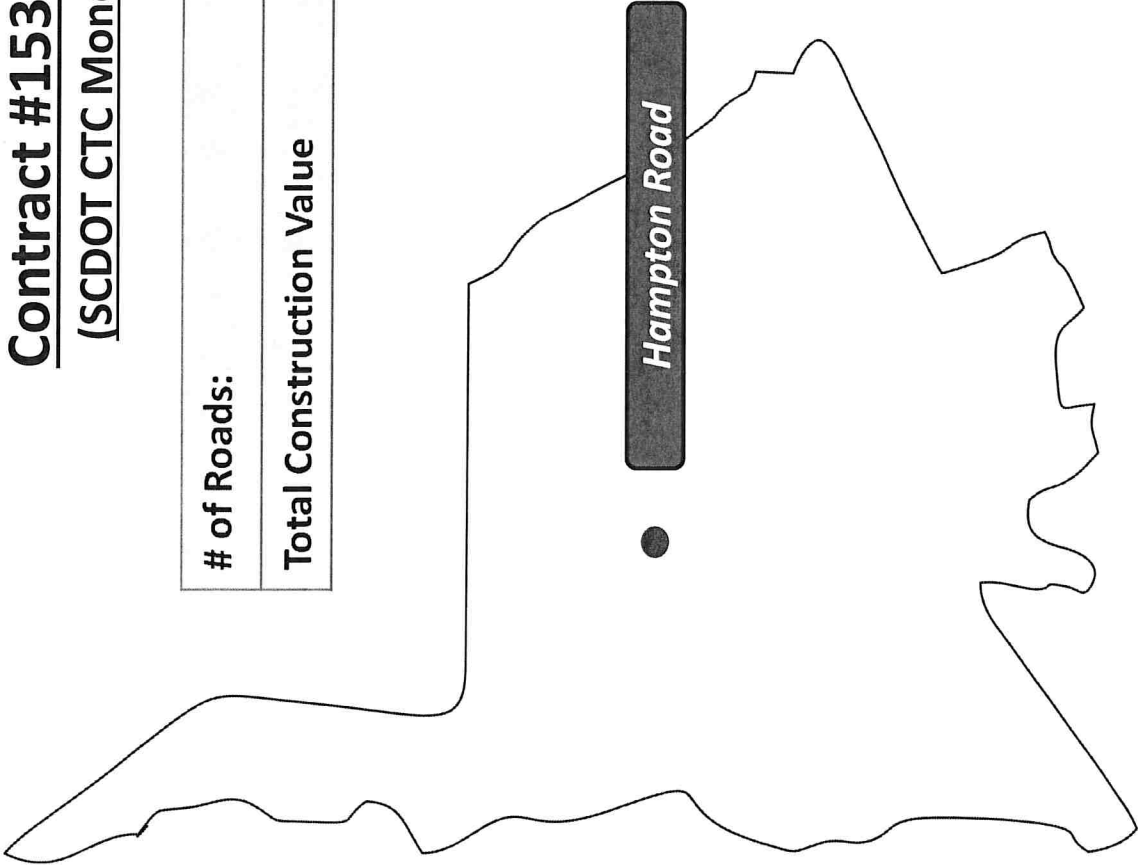 Contract #153
(SCDOT CTC Mon
# of Roads:
Total Construction Value
Hampton Road